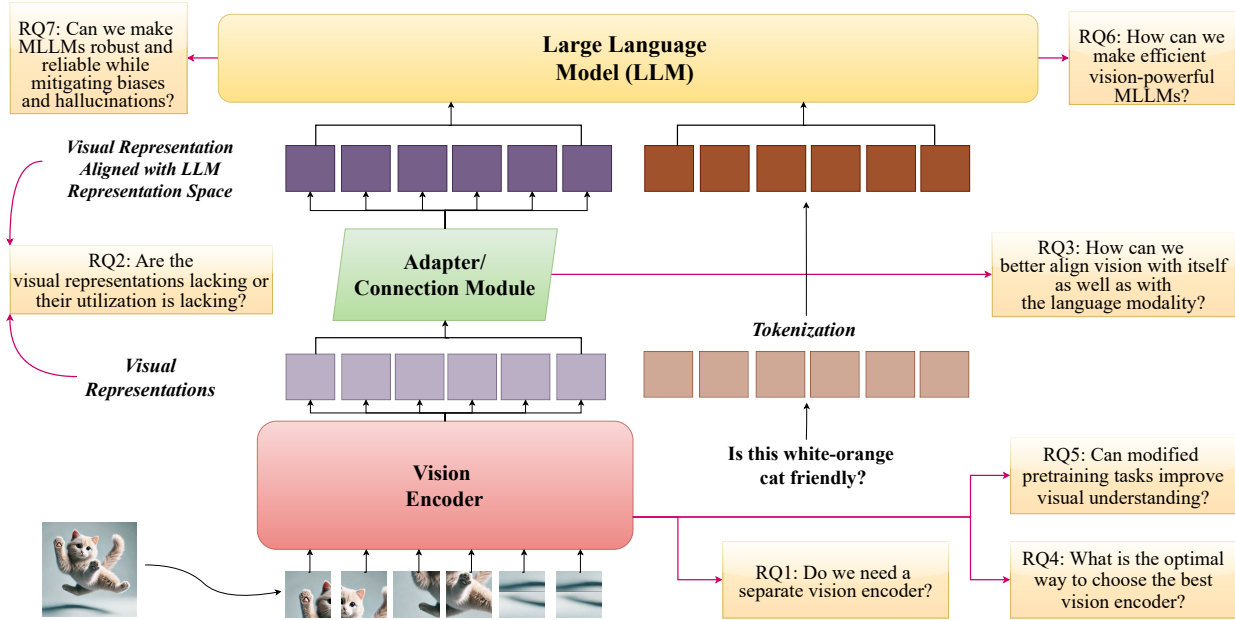 RQ7: Can we make
MLLMs robust and
reliable while
mitigating biases
and hallucinations?
Large Language
Model (LLM)
RQ6: How can we
make efficient
vision-powerful
MLLMs?
Visual Representation
Aligned with LLM
Representation Space
RQ2: Are the
visual representations lacking or
their utilization is lacking?
Adapter/
Connection Module
RQ3: How can we
better align vision with itself
as well as with
the language modality?
Tokenization
Visual
Representations
Vision
Encoder
Is this white-orange
cat friendly?
RQ5: Can modified
pretraining tasks improve
visual understanding?
RQ1: Do we need a
separate vision encoder?
RQ4: What is the optimal
way to choose the best
vision encoder?